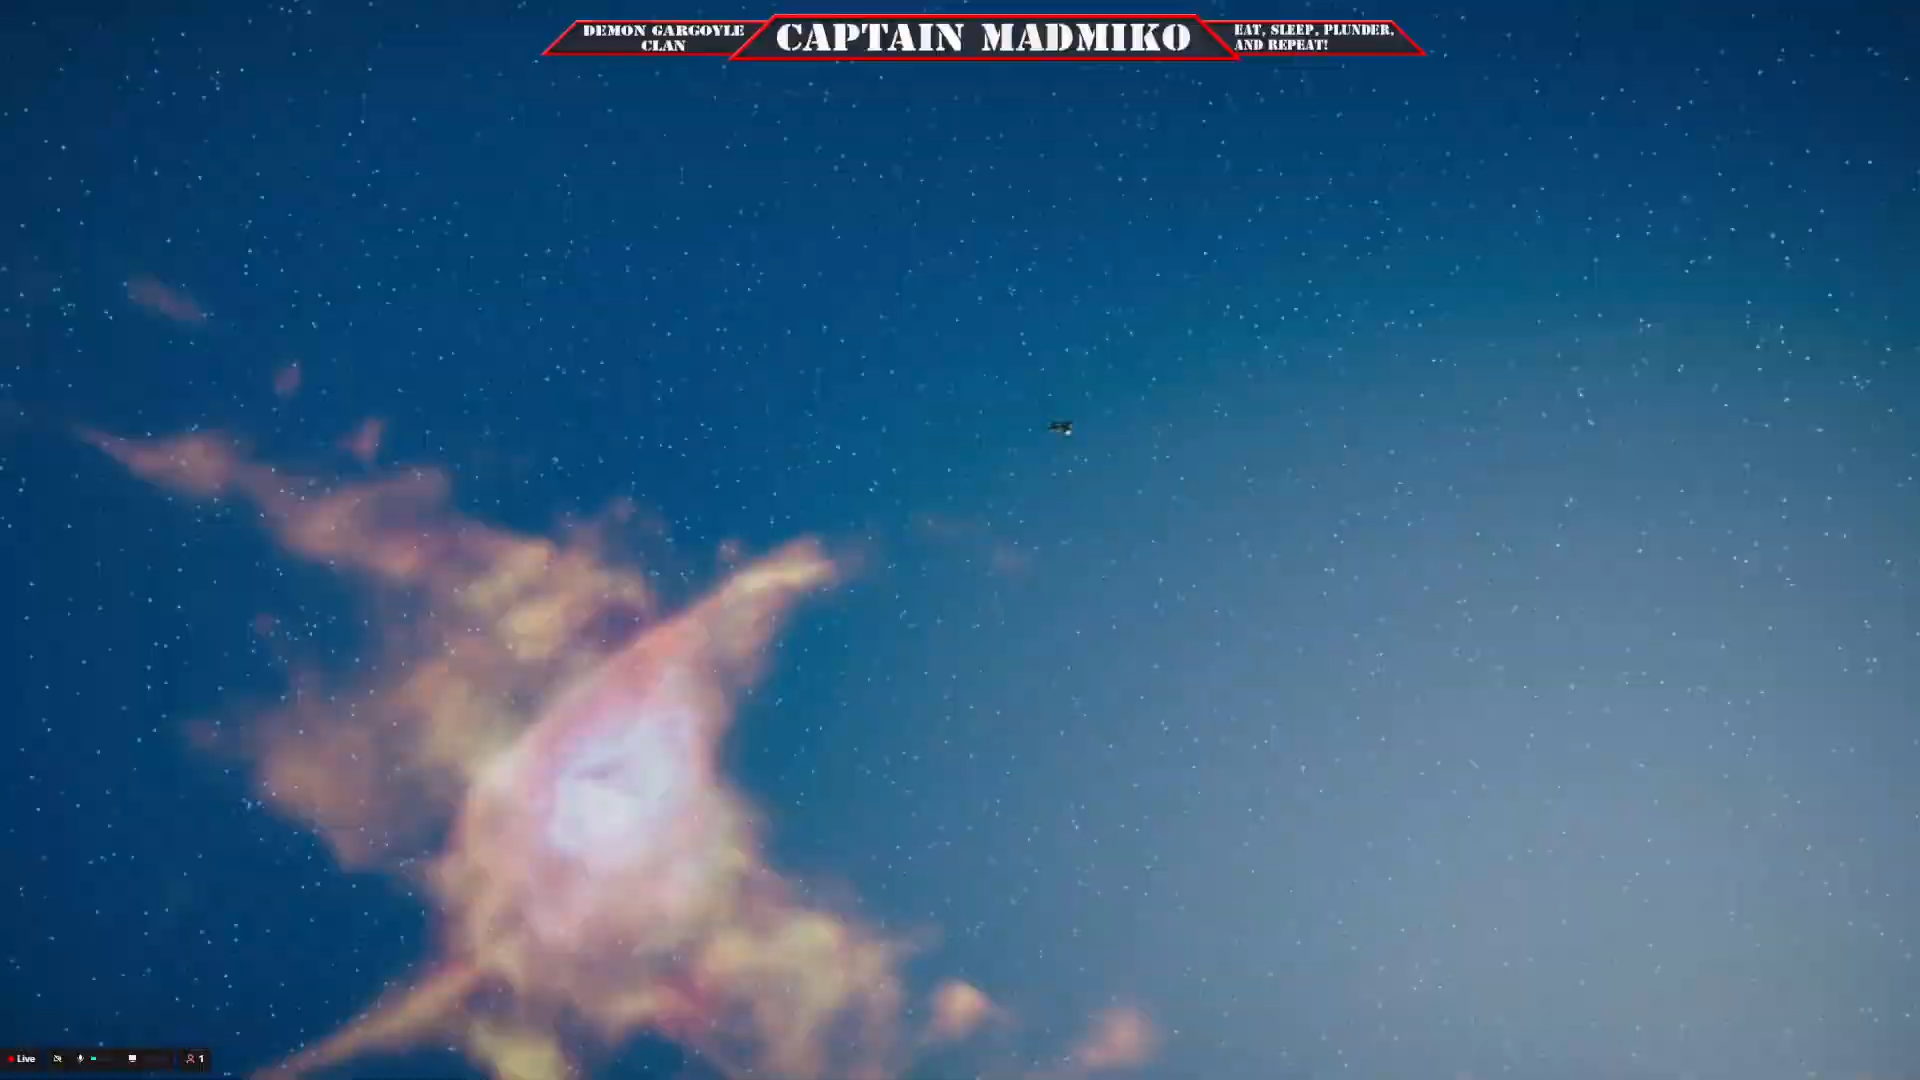 DEMON GARGOYLE
CLAN
CAPTAIN MADMIKO
EAT, SLEEP, PLUNDER,
AND REPEAT!
Live
1